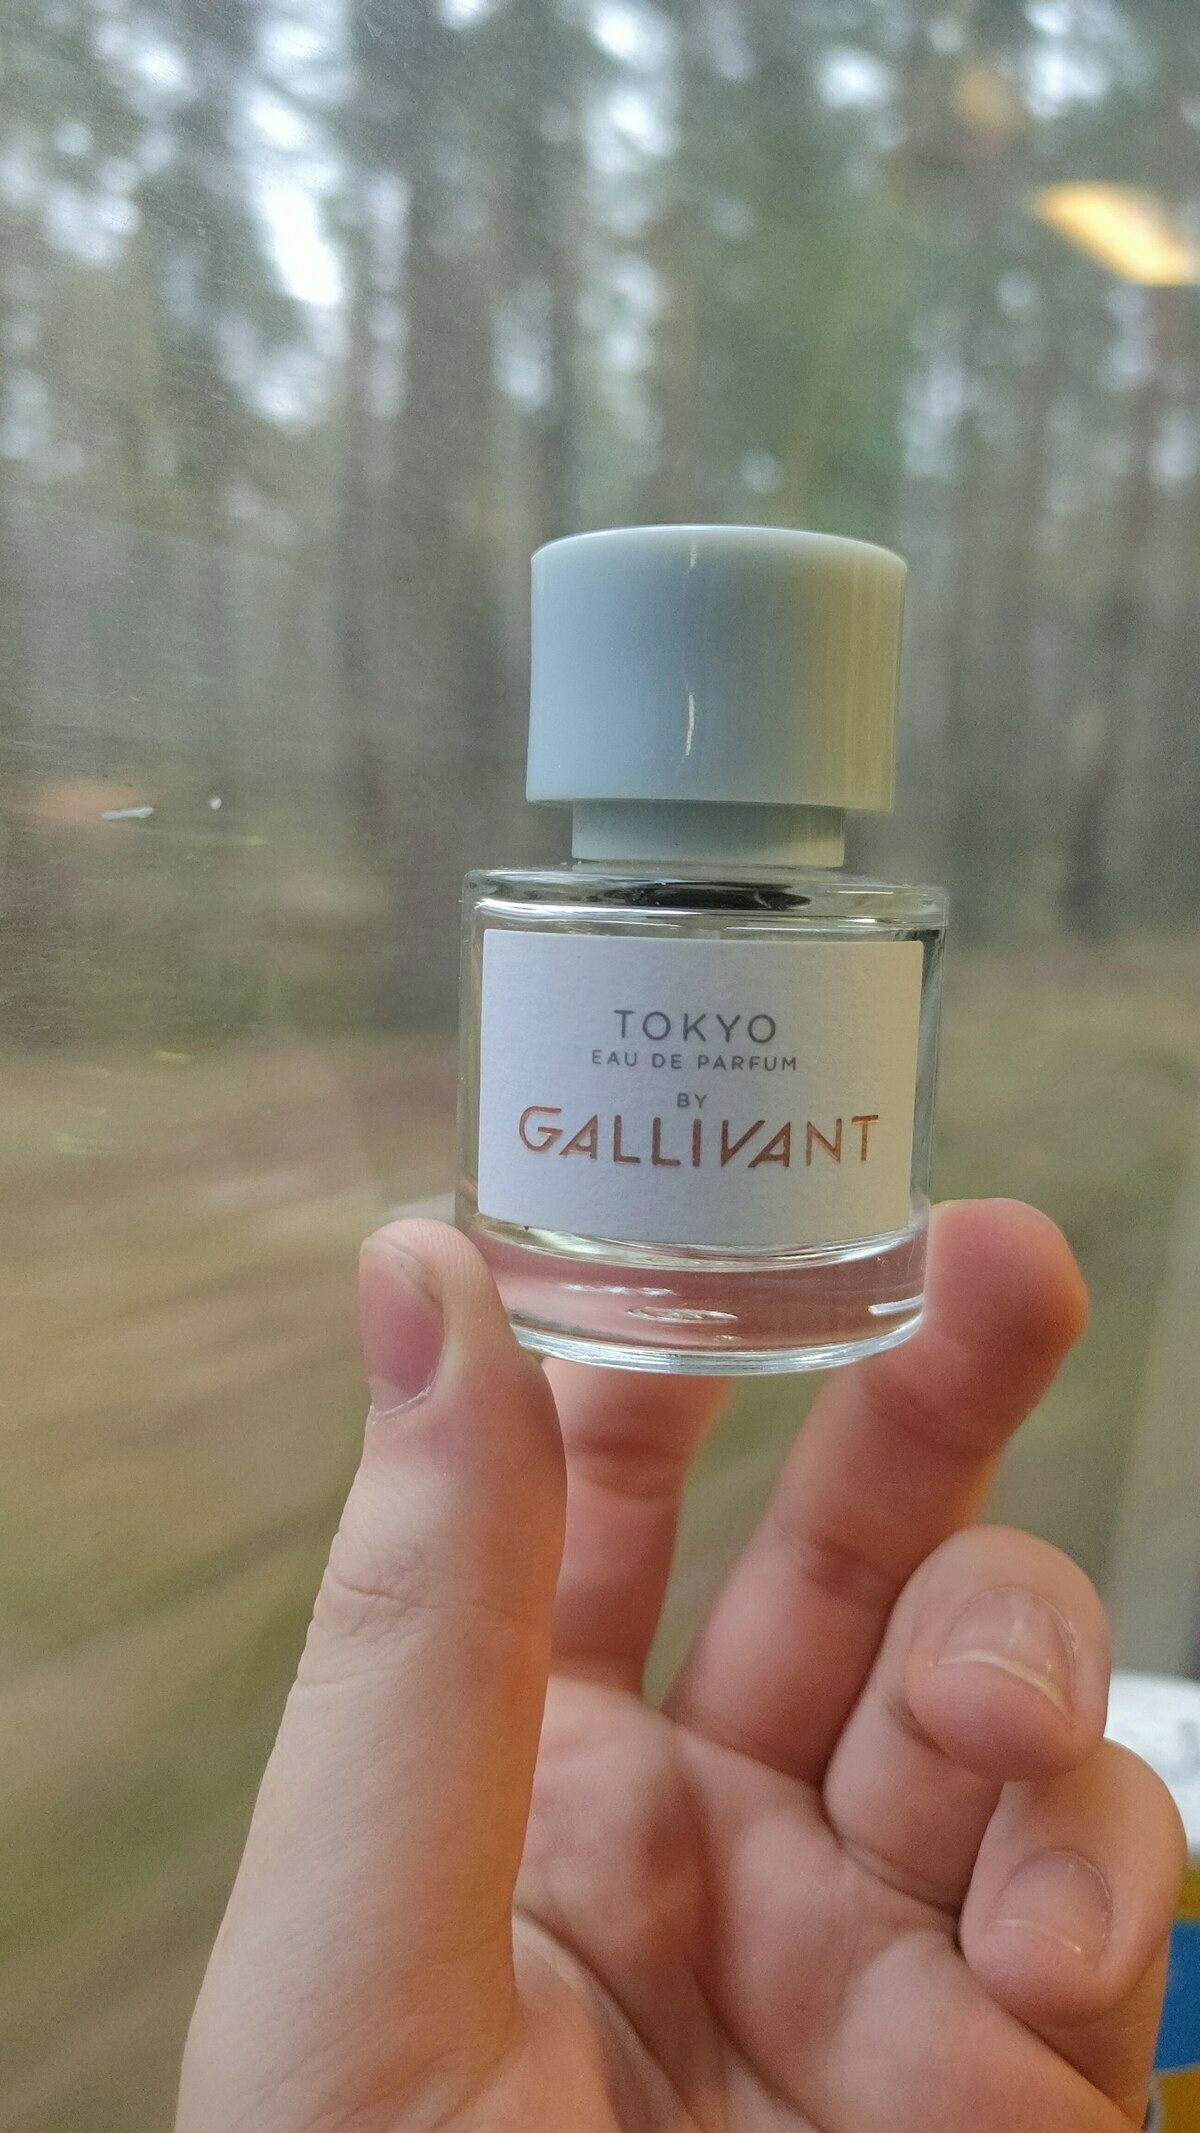 TOKYO
EAU DE PARFUM
BY
GALLIVANT